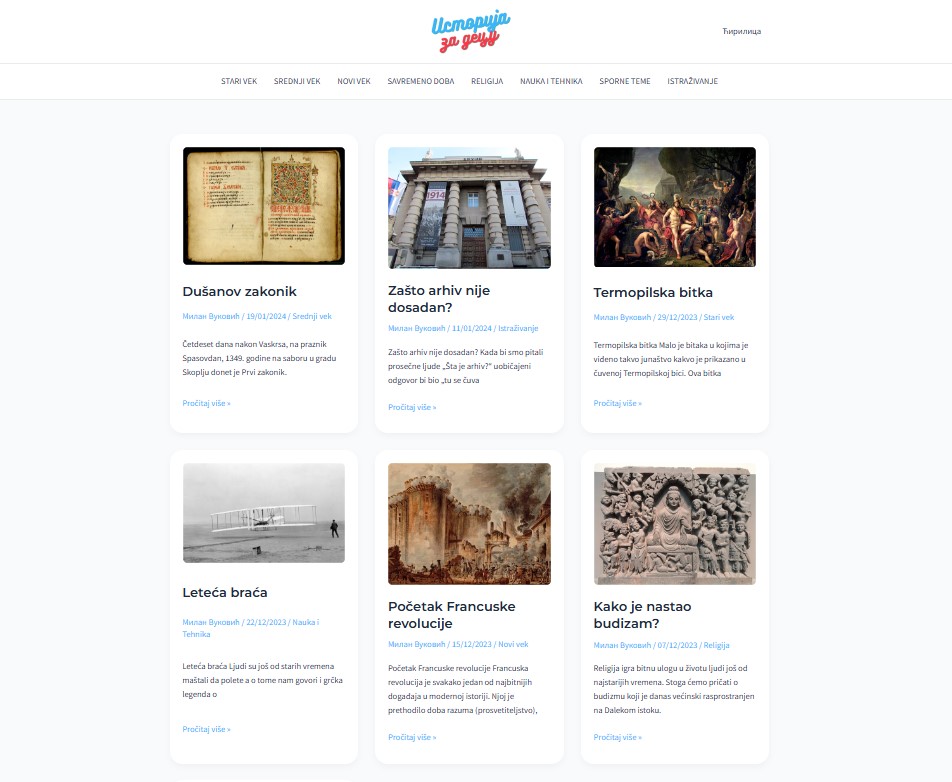 Историја
за децу
Ћирилица
STARI VEK SREDNJI VEK NOVI VEK SAVREMENO DOBA RELIGIJA NAUKA I TEHNIKA SPORNE TEME ISTRAŽIVANJE
1914
Dušanov zakonik
Милан Вуковић / 19/01/2024 / Srednji vek
Četdeset dana nakon Vaskrsa, na praznik
Spasovdan, 1349. godine na saboru u gradu
Skoplju donet je Prvi zakonik.
Pročitaj više »
Zašto arhiv nije
dosadan?
Милан Вуковић / 11/01/2024 / Istraživanje
Zašto arhiv nije dosadan? Kada bi smo pitali
prosečne ljude „Šta je arhiv?" uobičajeni
odgovor bi bio „tu se čuva
Pročitaj više »
Termopilska bitka
Милан Вуковић / 29/12/2023 / Stari vek
Termopilska bitka Malo je bitaka u kojima je
viđeno takvo junaštvo kakvo je prikazano u
čuvenoj Termopilskoj bici. Ova bitka
Pročitaj više »
Leteća braća
Милан Вуковић / 22/12/2023 / Nauka i
Tehnika
Leteća braća Ljudi su još od starih vremena
maštali da polete a o tome nam govori i grčka
legenda o
Pročitaj više »
Početak Francuske
revolucije
Милан Вуковић / 15/12/2023 / Novi vek
Početak Francuske revolucije Francuska
revolucija je svakako jedan od najbitnijih
događaja u modernoj istoriji. Njoj je
prethodilo doba razuma (prosvetiteljstvo),
Pročitaj više »
Kako je nastao
budizam?
Милан Вуковић / 07/12/2023 / Religija
Religija igra bitnu ulogu u životu ljudi još od
najstarijih vremena. Stoga ćemo pričati o
budizmu koji je danas većinski rasprostranjen
na Dalekom istoku.
Pročitaj više »